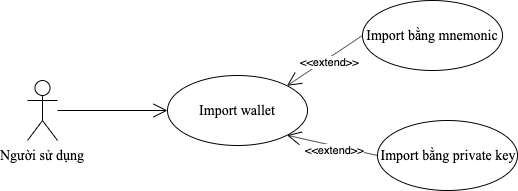 Import bằng mnemonic
<<extend>>
Import wallet
<<extend>>
Người sử dụng
Import bằng private key